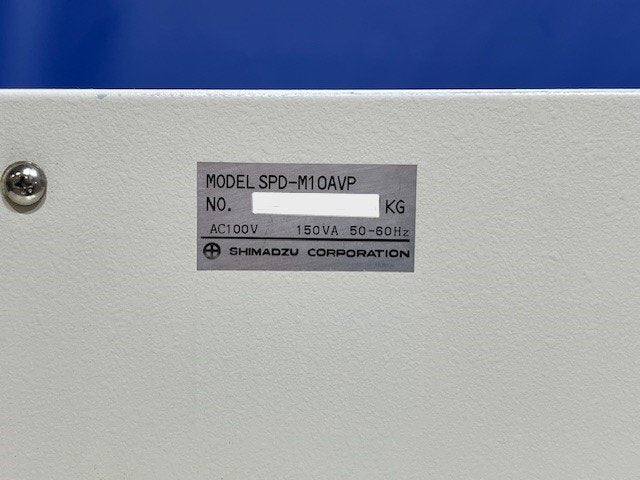 MODEL SPD-M10AVP
NO. KG
AC100V 150VA 50-60Hz
SHIMADZU CORPORATION